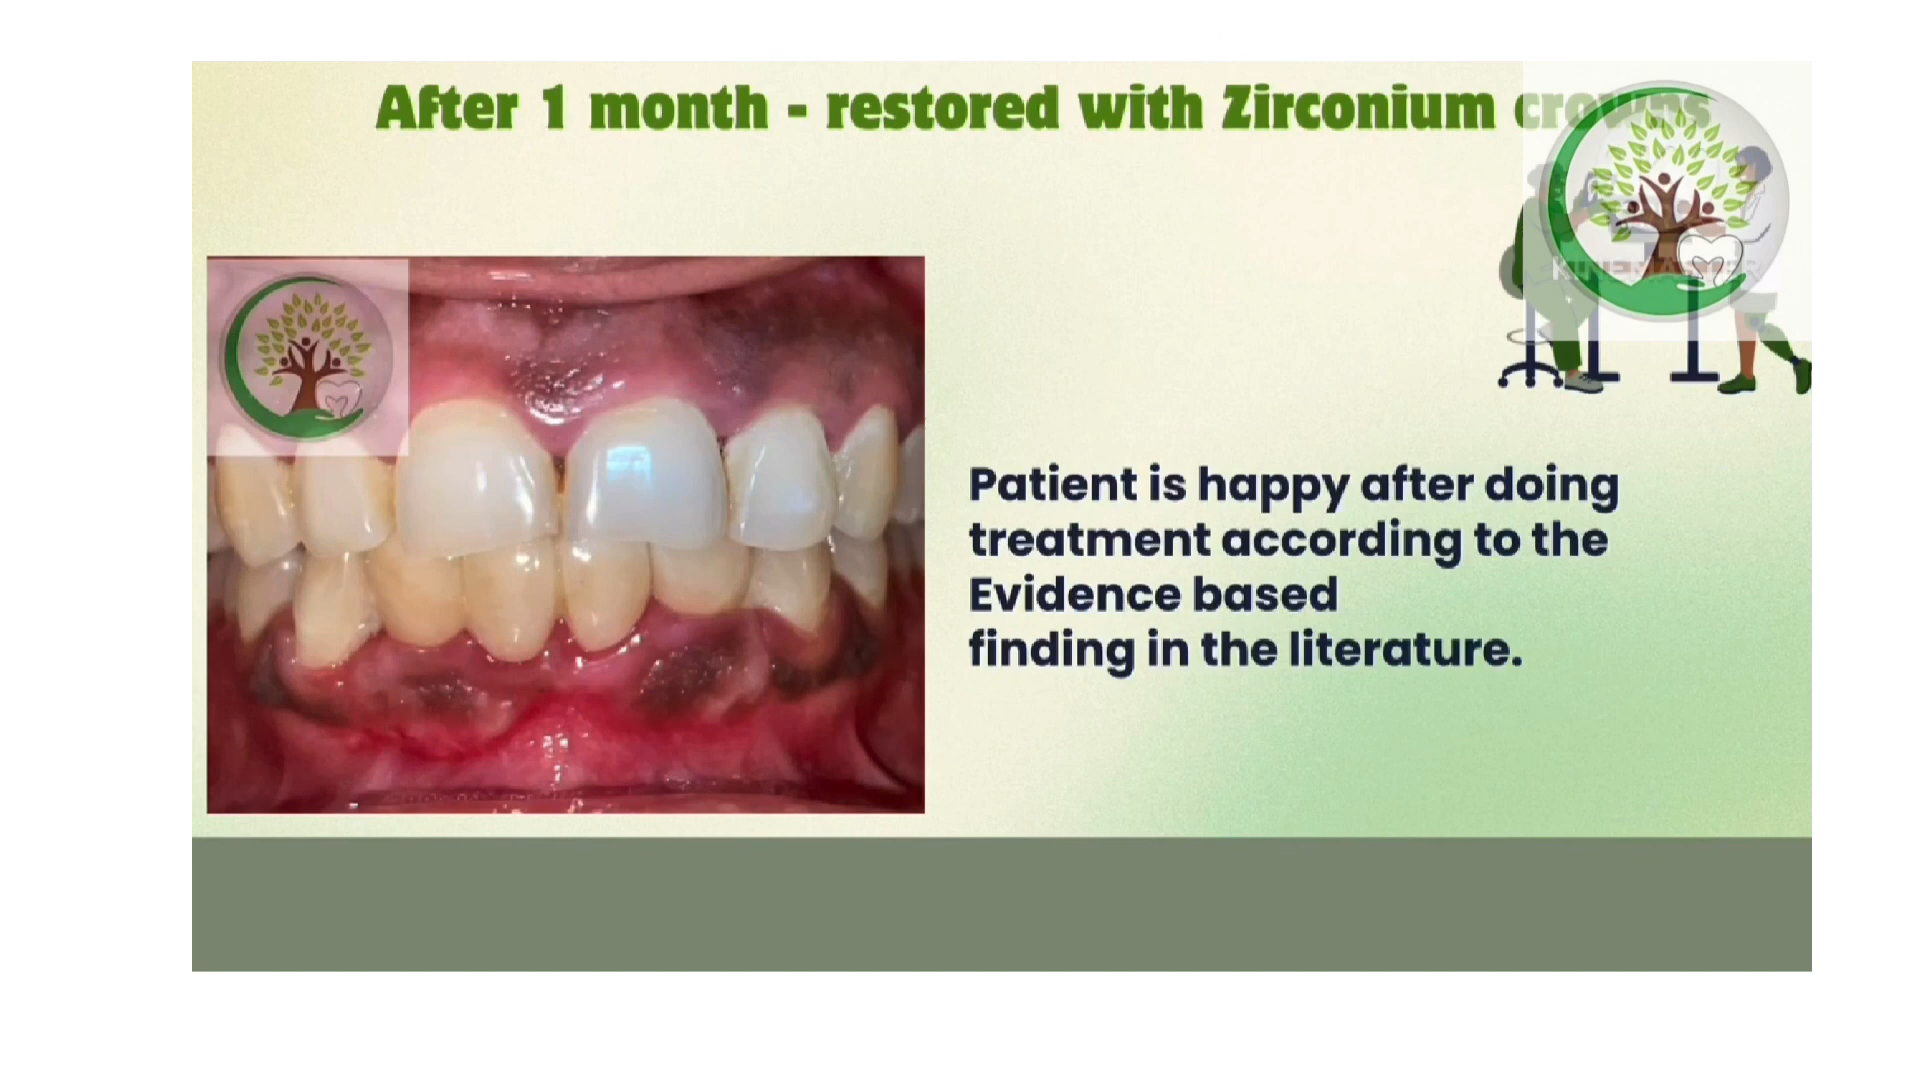 After 1 month - restored with Zirconium crowns
KINEMASTER
Patient is happy after doing
treatment according to the
Evidence based
finding in the literature.